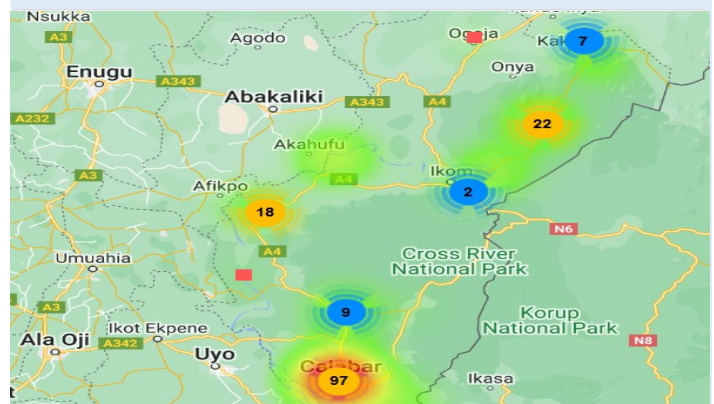 Nsukka
A3
Agodo
7
Enugu
A343
Onya
Abakaliki
A232
A343
A4
22
Akahufu
A3
Afikpo
A4
Ikom
2
18
N6
A4
Cross River
National Park
Umuahia
A3
9
Korup
National Park
Ala Oji
Ikot Ekpene
A342
N8
Uyo
Calabar
97
Ikasa